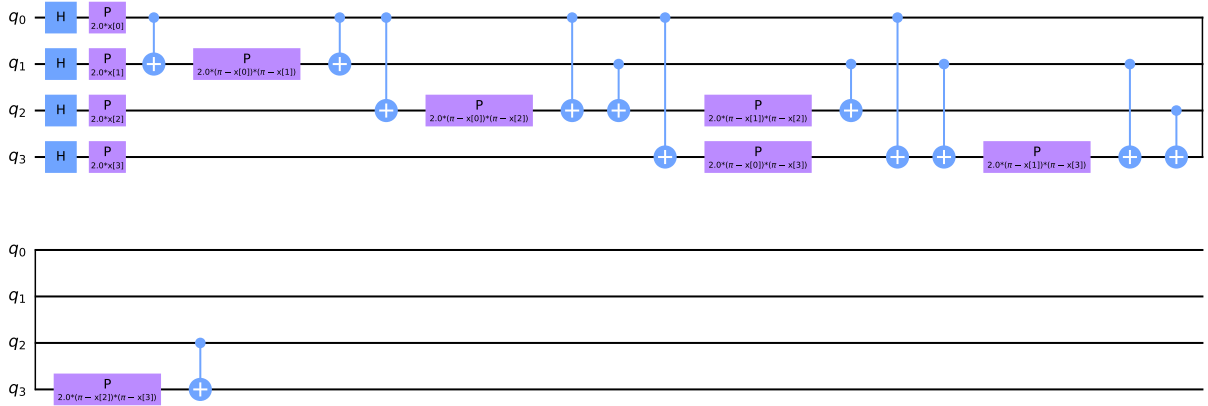 q0 H P
2.0*x[0]
q1 H P P
2.0*x[1] 2.0*(π − x[0])*(π − x[1])
q2 H P P P
2.0*x[2] 2.0*(π − x[0])*(π − x[2]) 2.0*(π − x[1])*(π − x[2])
q3 H P P P
2.0*x[3] 2.0*(π − x[0])*(π − x[3]) 2.0*(π − x[1])*(π − x[3])
q0
q1
q2
q3 P
2.0*(π − x[2])*(π − x[3])